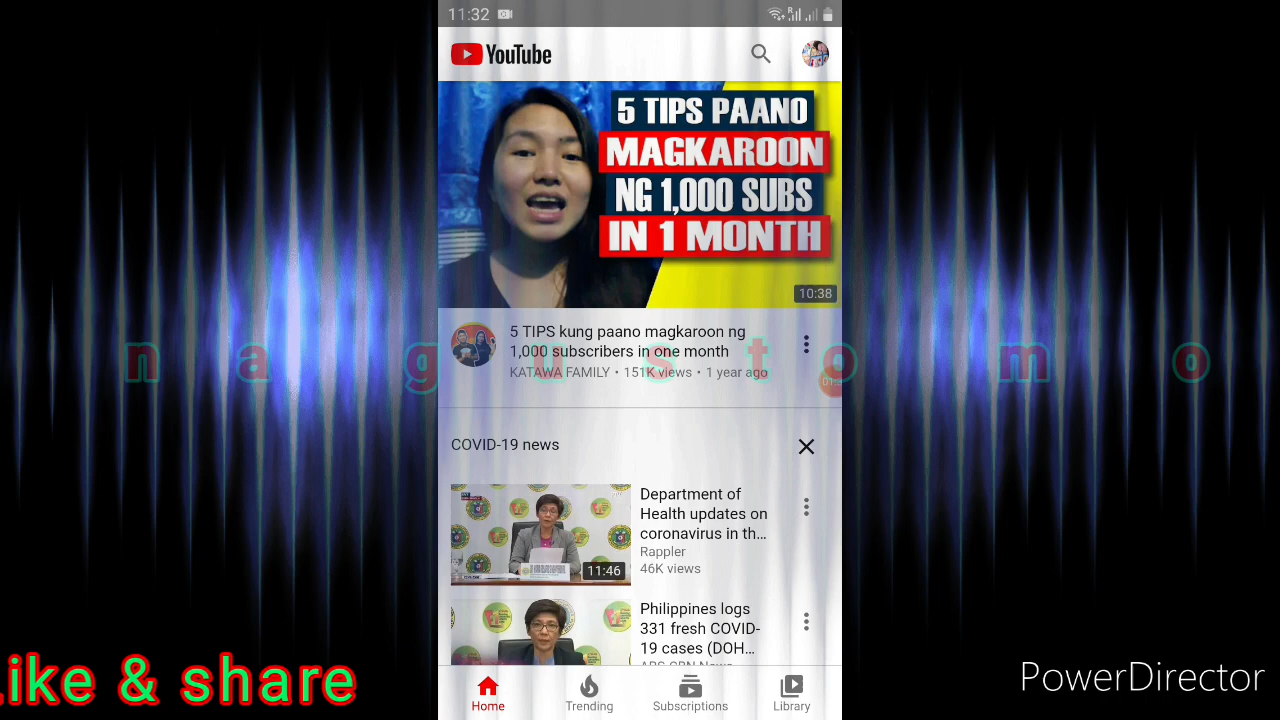 11:32
YouTube
5 TIPS PAANO
MAGKAROON
NG 1,000 SUBS
IN 1 MONTH
10:38
5 TIPS kung paano magkaroon ng
1,000 subscribers in one month
KATAWA FAMILY • 151K views • 1 year ago
n a g u s t o m o
COVID-19 news
Department of
Health updates on
coronavirus in th...
Rappler
46K views
11:46
Philippines logs
331 fresh COVID-
19 cases (DOH...
ABS-CBN News
Home
Trending
Subscriptions
Library
ike & share
PowerDirector